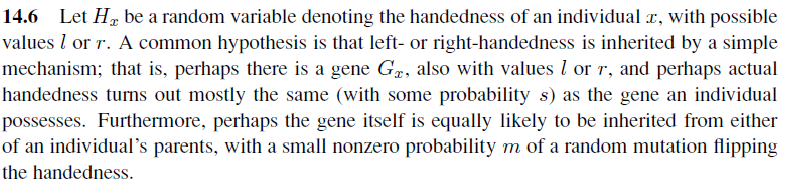 14.6 Let Hₓ be a random variable denoting the handedness of an individual x, with possible
values l or r. A common hypothesis is that left- or right-handedness is inherited by a simple
mechanism; that is, perhaps there is a gene Gₓ, also with values l or r, and perhaps actual
handedness turns out mostly the same (with some probability s) as the gene an individual
possesses. Furthermore, perhaps the gene itself is equally likely to be inherited from either
of an individual's parents, with a small nonzero probability m of a random mutation flipping
the handedness.